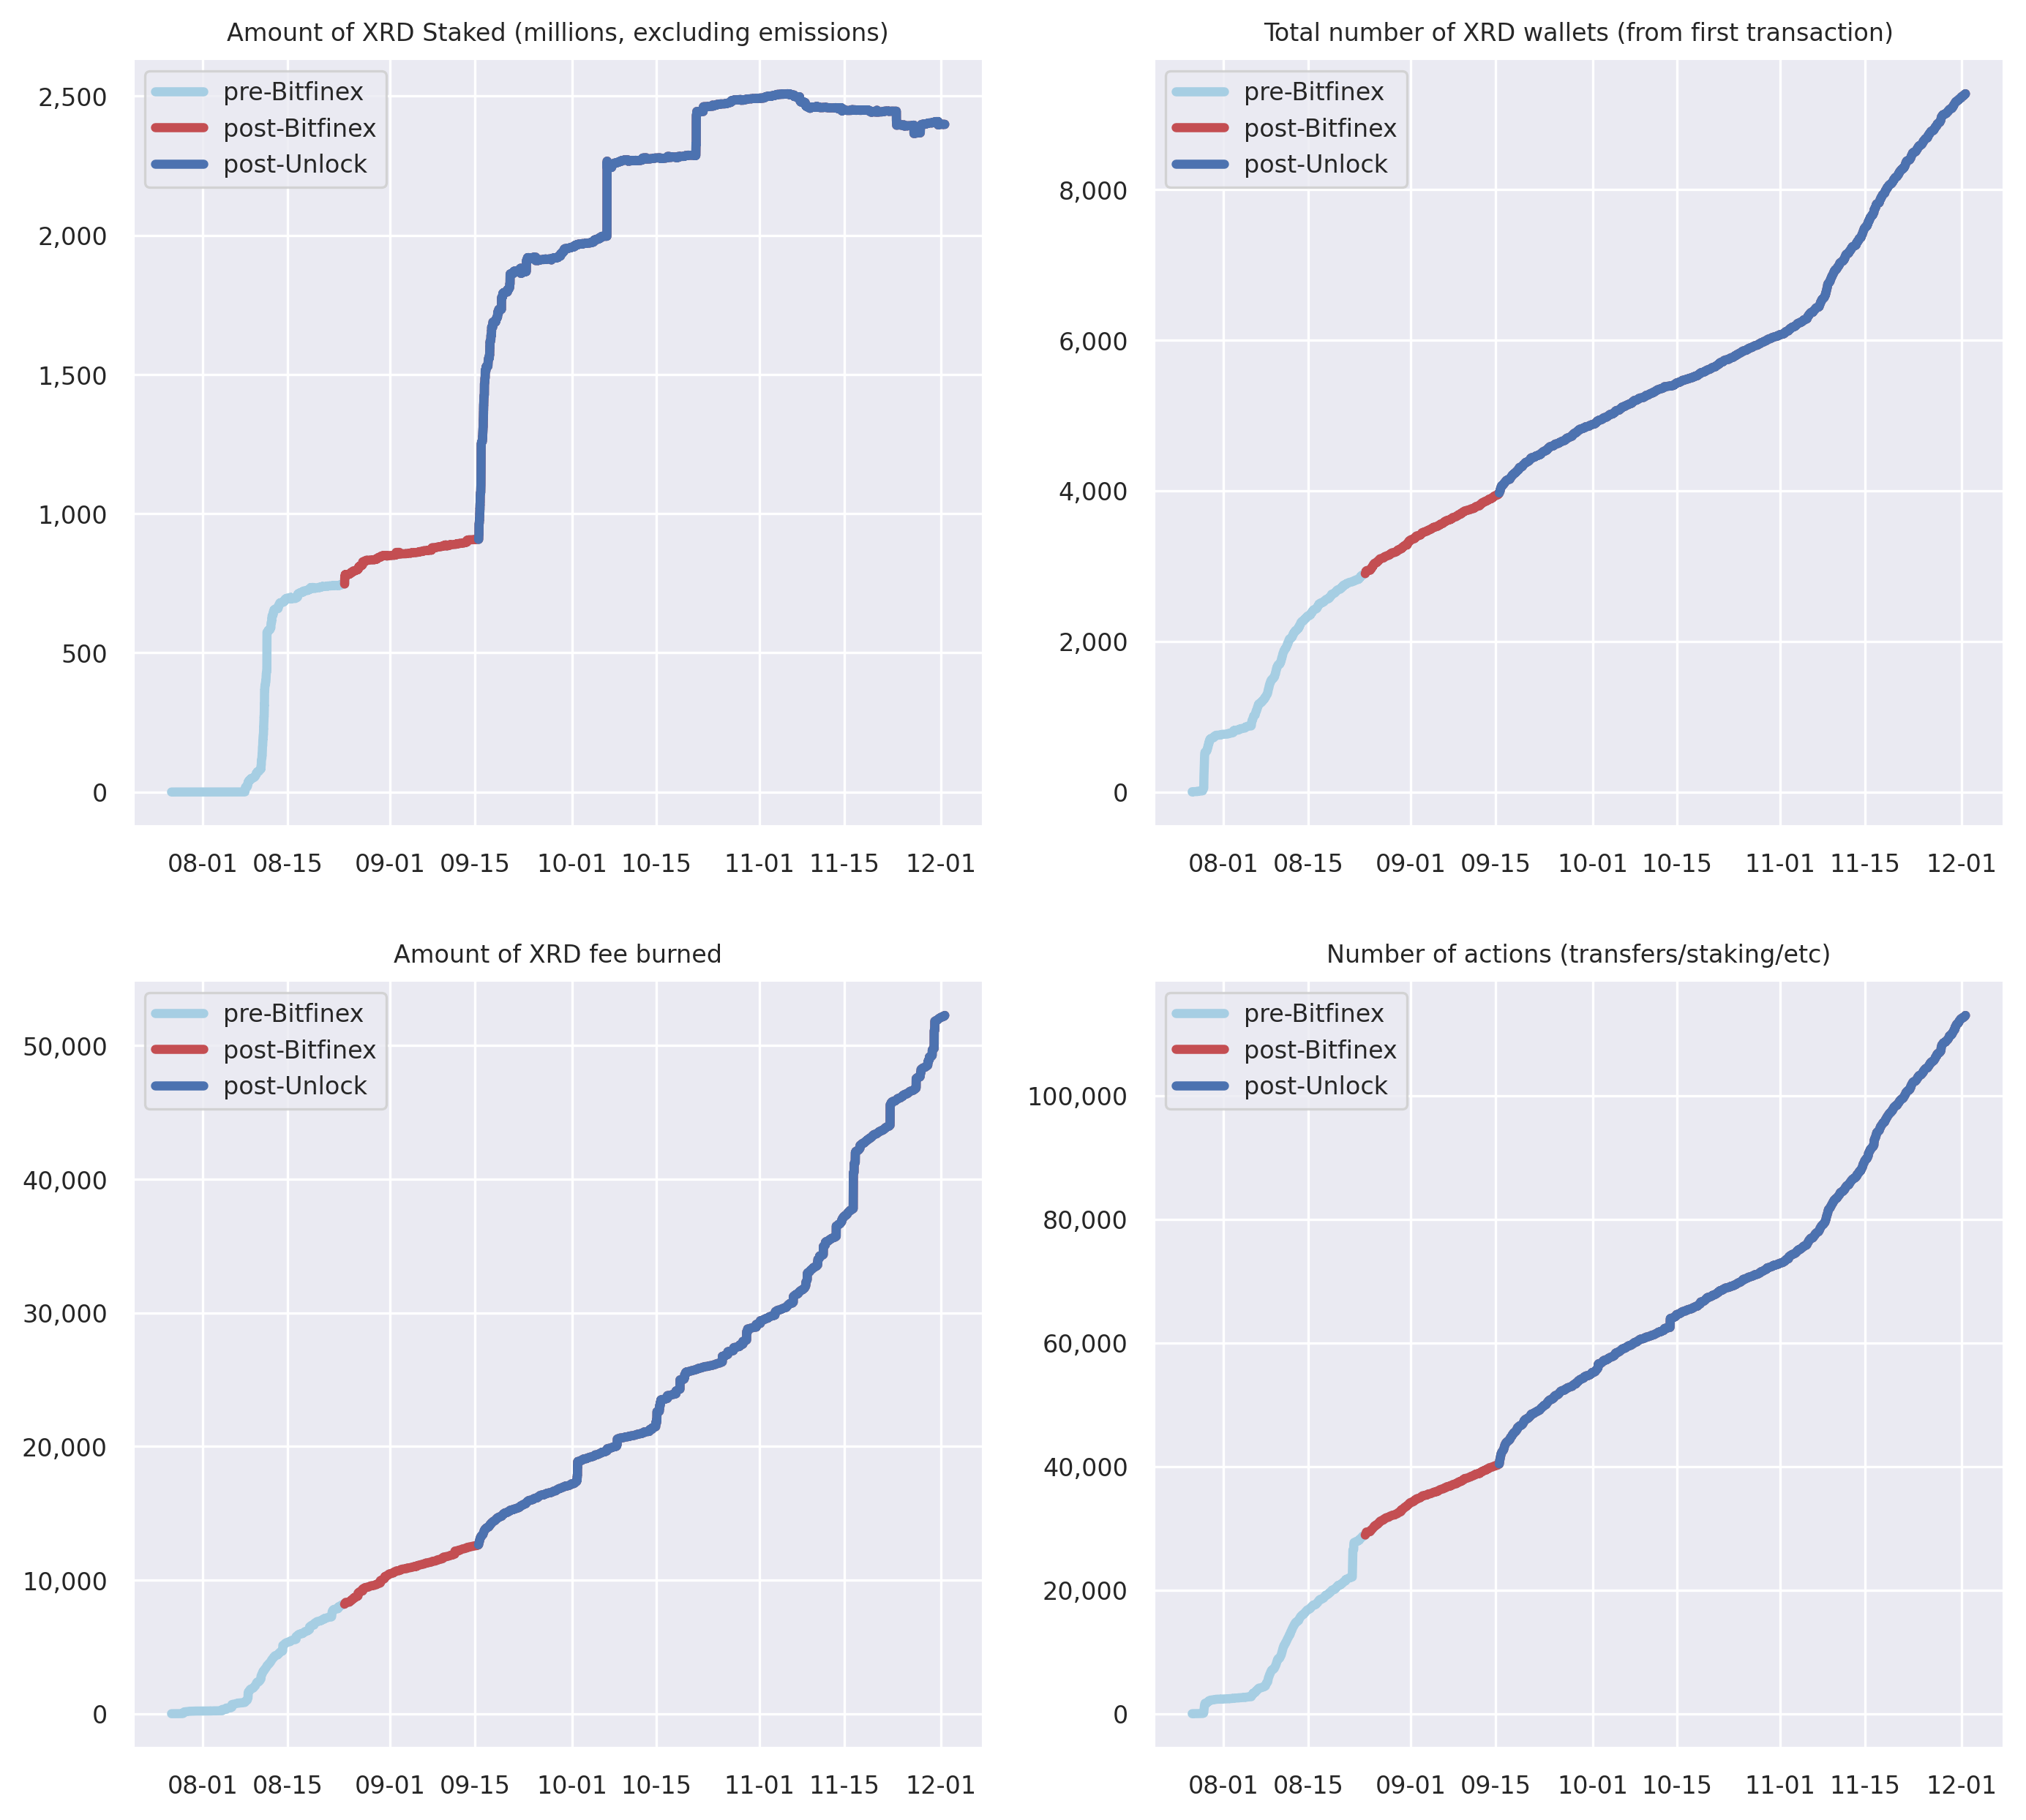 Amount of XRD Staked (millions, excluding emissions)
pre-Bitfinex
post-Bitfinex
post-Unlock
2,500
2,000
1,500
1,000
500
0
08-01 08-15 09-01 09-15 10-01 10-15 11-01 11-15 12-01
Total number of XRD wallets (from first transaction)
pre-Bitfinex
post-Bitfinex
post-Unlock
8,000
6,000
4,000
2,000
0
08-01 08-15 09-01 09-15 10-01 10-15 11-01 11-15 12-01
Amount of XRD fee burned
pre-Bitfinex
post-Bitfinex
post-Unlock
50,000
40,000
30,000
20,000
10,000
0
08-01 08-15 09-01 09-15 10-01 10-15 11-01 11-15 12-01
Number of actions (transfers/staking/etc)
pre-Bitfinex
post-Bitfinex
post-Unlock
100,000
80,000
60,000
40,000
20,000
0
08-01 08-15 09-01 09-15 10-01 10-15 11-01 11-15 12-01